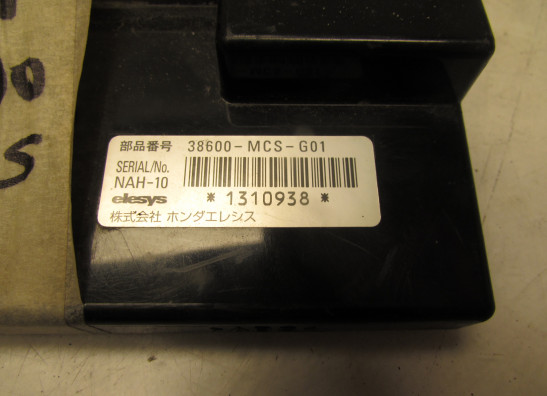 部品番号 38600-MCS-G01
SERIAL/No.
NAH-10
* 1310938 *
elesys
株式会社 ホンダエレシス
00
S